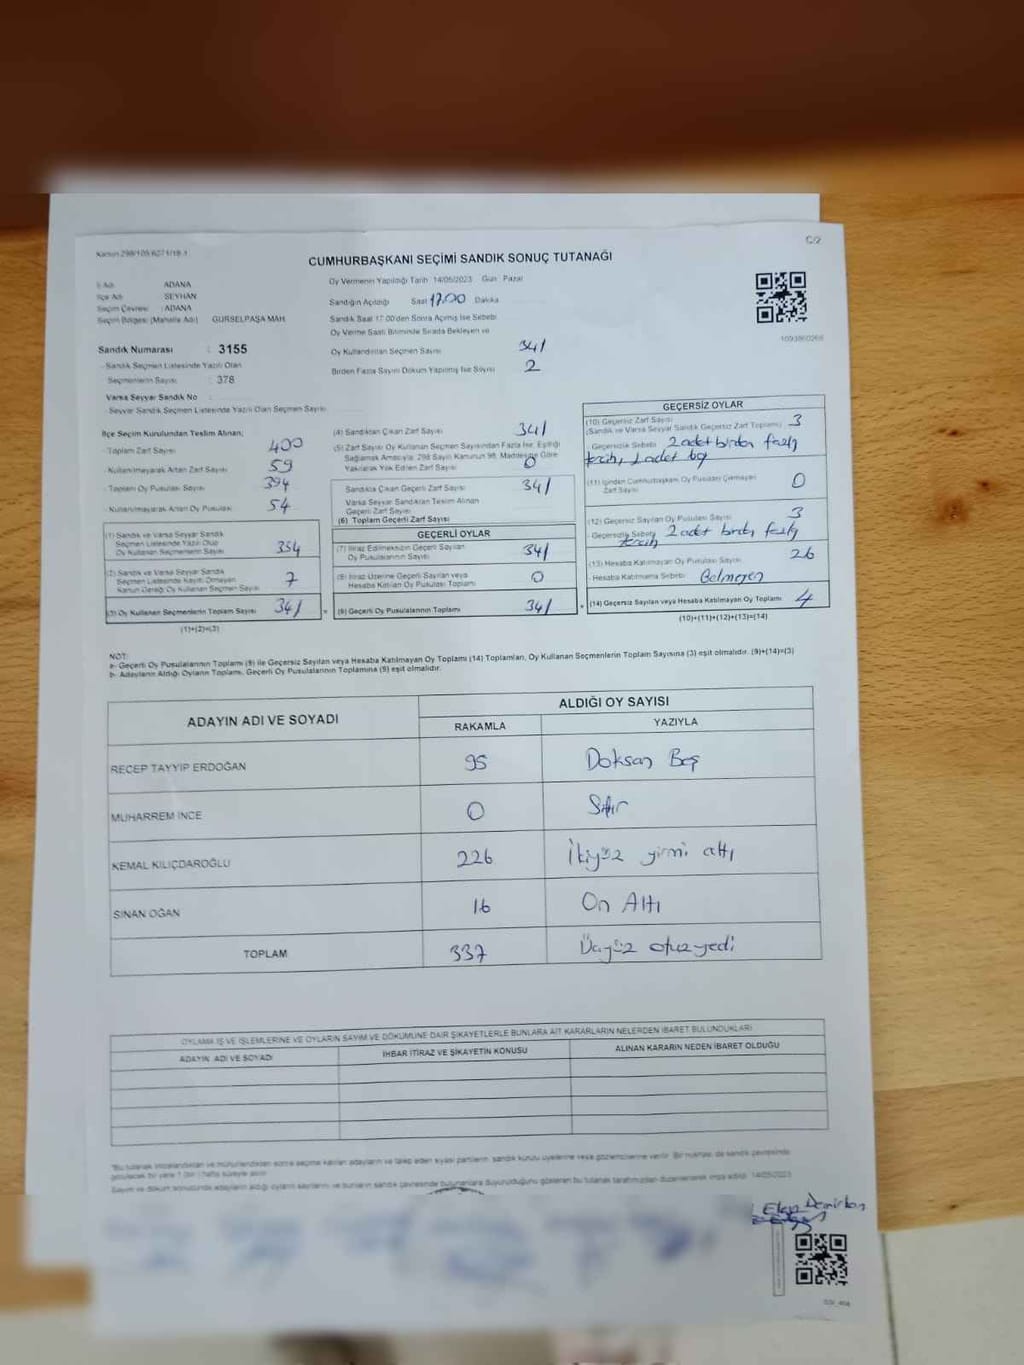 C/2
Kanun 298/105
CUMHURBAŞKANI SEÇİMİ SANDIK SONUÇ TUTANAĞI
İl Adı : ADANA
İlçe Adı : SEYHAN
Seçim Çevresi : ADANA
Seçim Bölgesi (Mahalle Adı) GÜRSELPAŞA MAH.
Oy Vermenin Yapıldığı Tarih 14/05/2023 Gün Pazar
Sandığın Açıldığı Saat 17.00 Dakika
Sandık Saat 17.00'den Sonra Açılmış İse Sebebi
Oy Verme Saati Bitiminde Sırada Bekleyen ve
Oy Kullandırılan Seçmen Sayısı 341
Birden Fazla Sayım Döküm Yapılmış İse Sayısı 2
Sandık Numarası : 3155
- Sandık Seçmen Listesinde Yazılı Olan
Seçmenlerin Sayısı : 378
Varsa Seyyar Sandık No
- Seyyar Sandık Seçmen Listesinde Yazılı Olan Seçmen Sayısı
İlçe Seçim Kurulundan Teslim Alınan;
- Toplam Zarf Sayısı 400
- Kullanılmayarak Artan Zarf Sayısı 59
- Toplam Oy Pusulası Sayısı 394
- Kullanılmayarak Artan Oy Pusulası 54
(1) Sandık ve Varsa Seyyar Sandık
Seçmen Listesinde Yazılı Olup
Oy Kullanan Seçmenlerin Sayısı 334
(2) Sandık ve Varsa Seyyar Sandık
Seçmen Listesinde Kayıtlı Olmayan
Kanun Gereği Oy Kullanan Seçmen Sayısı 7
(3) Oy Kullanan Seçmenlerin Toplam Sayısı 341
(1)+(2)=(3)
(4) Sandıktan Çıkan Zarf Sayısı 341
(5) Zarf Sayısı Oy Kullanan Seçmen Sayısından Fazla İse, Eşitliği
Sağlamak Amacıyla; 298 Sayılı Kanunun 98. Maddesine Göre
Yakılarak Yok Edilen Zarf Sayısı 0
Sandıkta Çıkan Geçerli Zarf Sayısı 341
Varsa Seyyar Sandıktan Teslim Alınan
Geçerli Zarf Sayısı
(6) Toplam Geçerli Zarf Sayısı
GEÇERLİ OYLAR
(7) İtiraz Edilmeksizin Geçerli Sayılan
Oy Pusulasının Sayısı 341
(8) İtiraz Üzerine Geçerli Sayılan veya
Hesaba Katılan Oy Pusulası Toplamı 0
(9) Geçerli Oy Pusulalarının Toplamı 341
GEÇERSİZ OYLAR
(10) Geçersiz Zarf Sayısı 3
(Sandık ve Varsa Seyyar Sandık Geçersiz Zarf Toplamı)
- Geçersizlik Sebebi 2 adet birden fazla
tercih, 1 adet boş
(11) İçinden Cumhurbaşkanı Oy Pusulası Çıkmayan
Zarf Sayısı 0
(12) Geçersiz Sayılan Oy Pusulası Sayısı 3
- Geçersizlik Sebebi 2 adet birden fazla
tercih
(13) Hesaba Katılmayan Oy Pusulası Sayısı 26
- Hesaba Katılmama Sebebi Gelmeyen
(14) Geçersiz Sayılan veya Hesaba Katılmayan Oy Toplamı 4
(10)+(11)+(12)+(13)=(14)
NOT:
a- Geçerli Oy Pusulalarının Toplamı (9) ile Geçersiz Sayılan veya Hesaba Katılmayan Oy Toplamı (14) Toplamları, Oy Kullanan Seçmenlerin Toplam Sayısına (3) eşit olmalıdır. (9)+(14)=(3)
b- Adayların Aldığı Oyların Toplamı, Geçerli Oy Pusulalarının Toplamına (9) eşit olmalıdır.
ADAYIN ADI VE SOYADI
ALDIĞI OY SAYISI
RAKAMLA YAZIYLA
RECEP TAYYİP ERDOĞAN 95 Doksan Beş
MUHARREM İNCE 0 Sıfır
KEMAL KILIÇDAROĞLU 226 İkiyüz yirmi altı
SİNAN OĞAN 16 On Altı
TOPLAM 337 Üçyüz otuzyedi
OYLAMA İŞ VE İŞLEMLERİNE VE OYLARIN SAYIM VE DÖKÜMÜNE DAİR ŞİKAYETLERLE BUNLARA AİT KARARLARIN NELERDEN İBARET BULUNDUKLARI
ADAYIN ADI VE SOYADI
İHBAR İTİRAZ VE ŞİKAYETİN KONUSU
ALINAN KARARIN NEDEN İBARET OLDUĞU